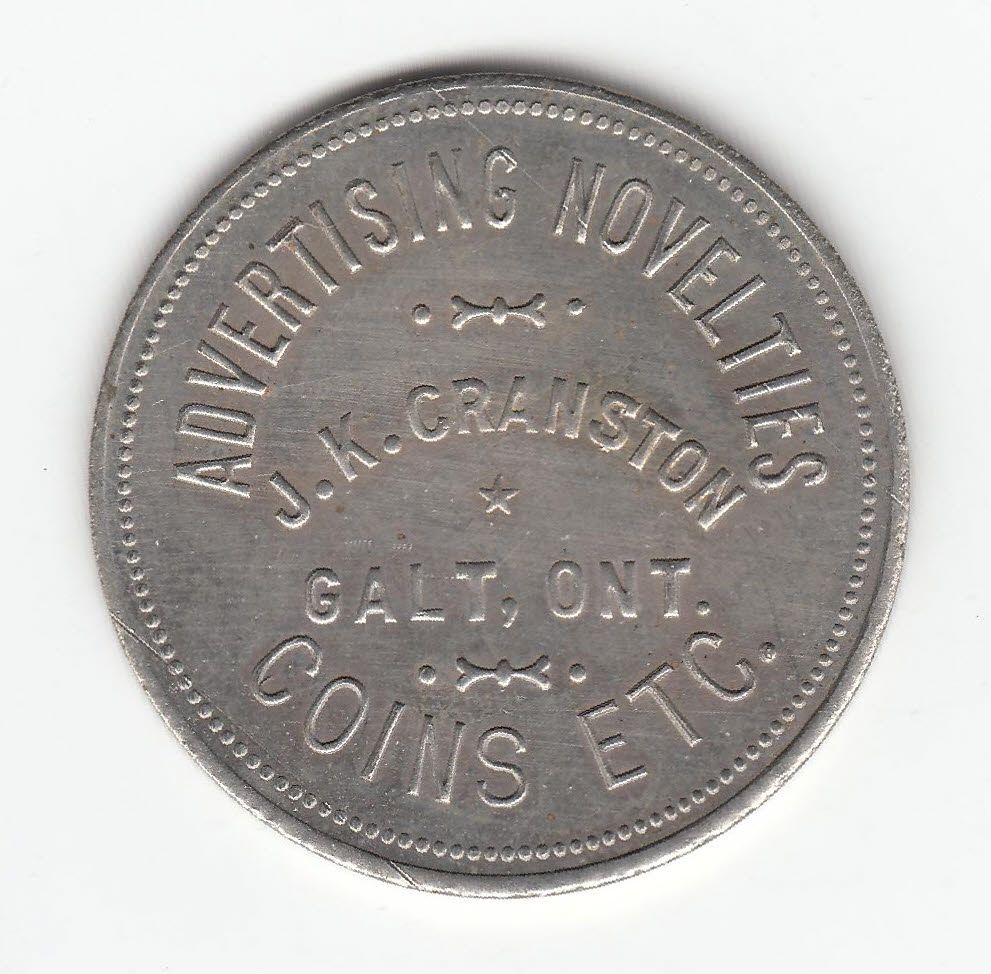 ADVERTISING NOVELTIES
J. K. CRANSTON
GALT, ONT.
COINS ETC.